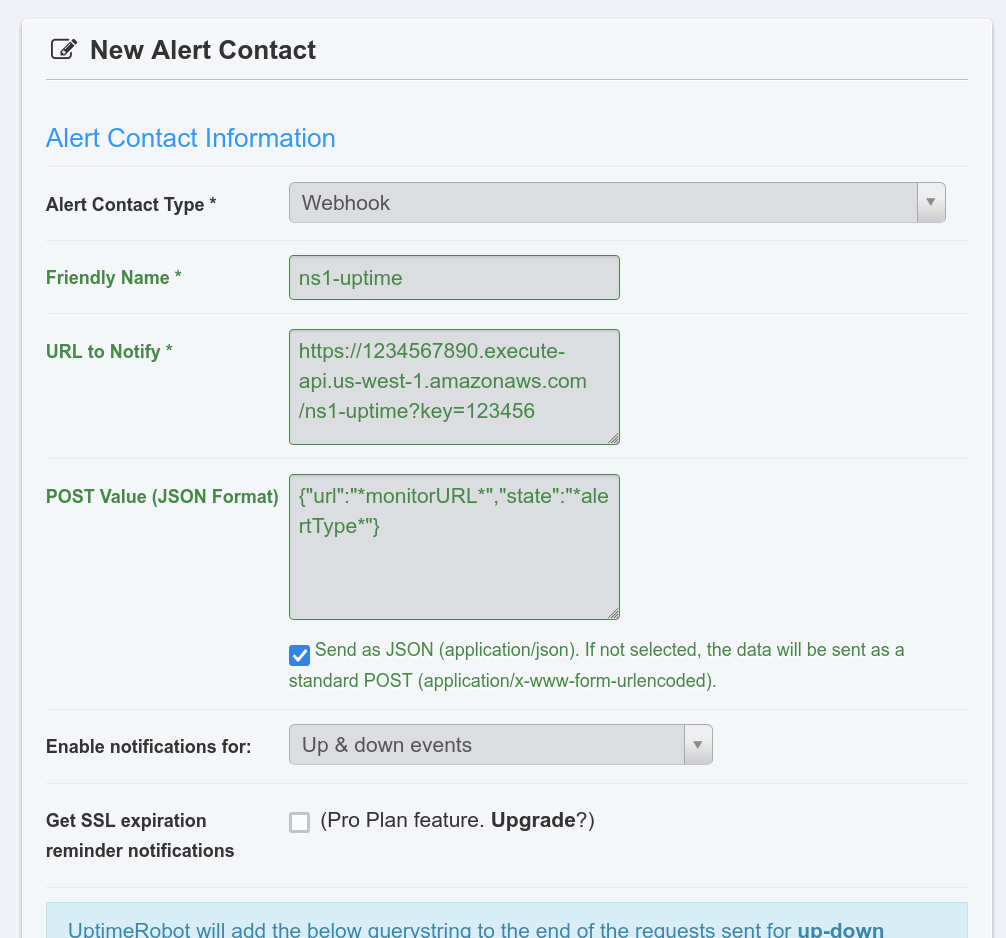 New Alert Contact
Alert Contact Information
Alert Contact Type *
Webhook
Friendly Name *
ns1-uptime
URL to Notify *
https://1234567890.execute-
api.us-west-1.amazonaws.com
/ns1-uptime?key=123456
POST Value (JSON Format)
{"url":"*monitorURL*","state":"*ale
rtType*"}
Send as JSON (application/json). If not selected, the data will be sent as a
standard POST (application/x-www-form-urlencoded).
Enable notifications for:
Up & down events
Get SSL expiration
reminder notifications
(Pro Plan feature. Upgrade?)
UptimeRobot will add the below querystring to the end of the requests sent for up-down